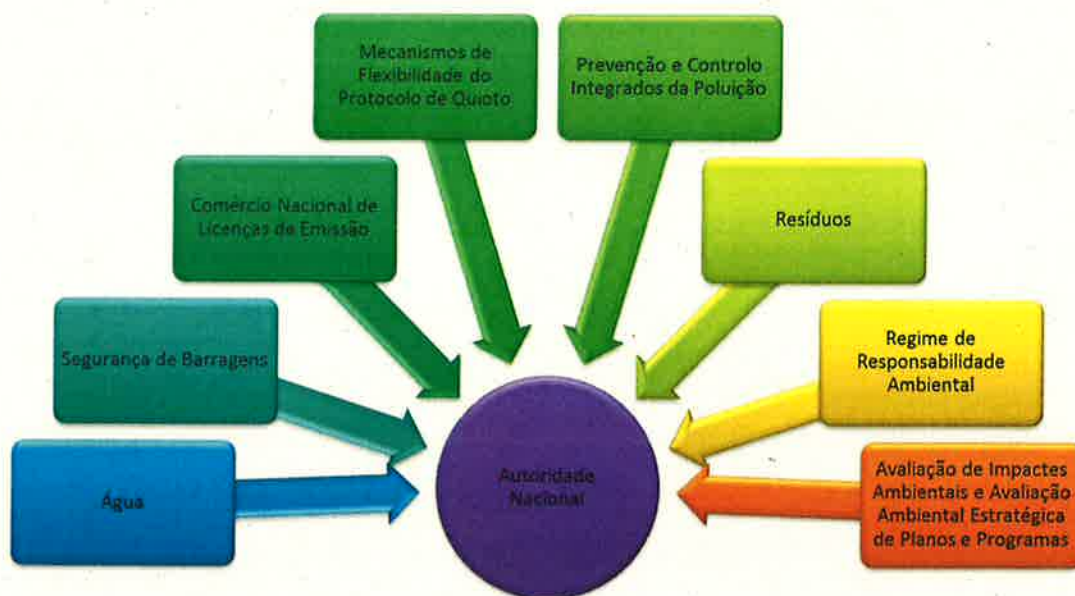 Mecanismos de
Flexibilidade do
Protocolo de Quioto
Prevenção e Controlo
Integrados da Poluição
Comércio Nacional de
Licenças de Emissão
Resíduos
Segurança de Barragens
Regime de
Responsabilidade
Ambiental
Água
Autoridade
Nacional
Avaliação de Impactes
Ambientais e Avaliação
Ambiental Estratégica
de Planos e Programas